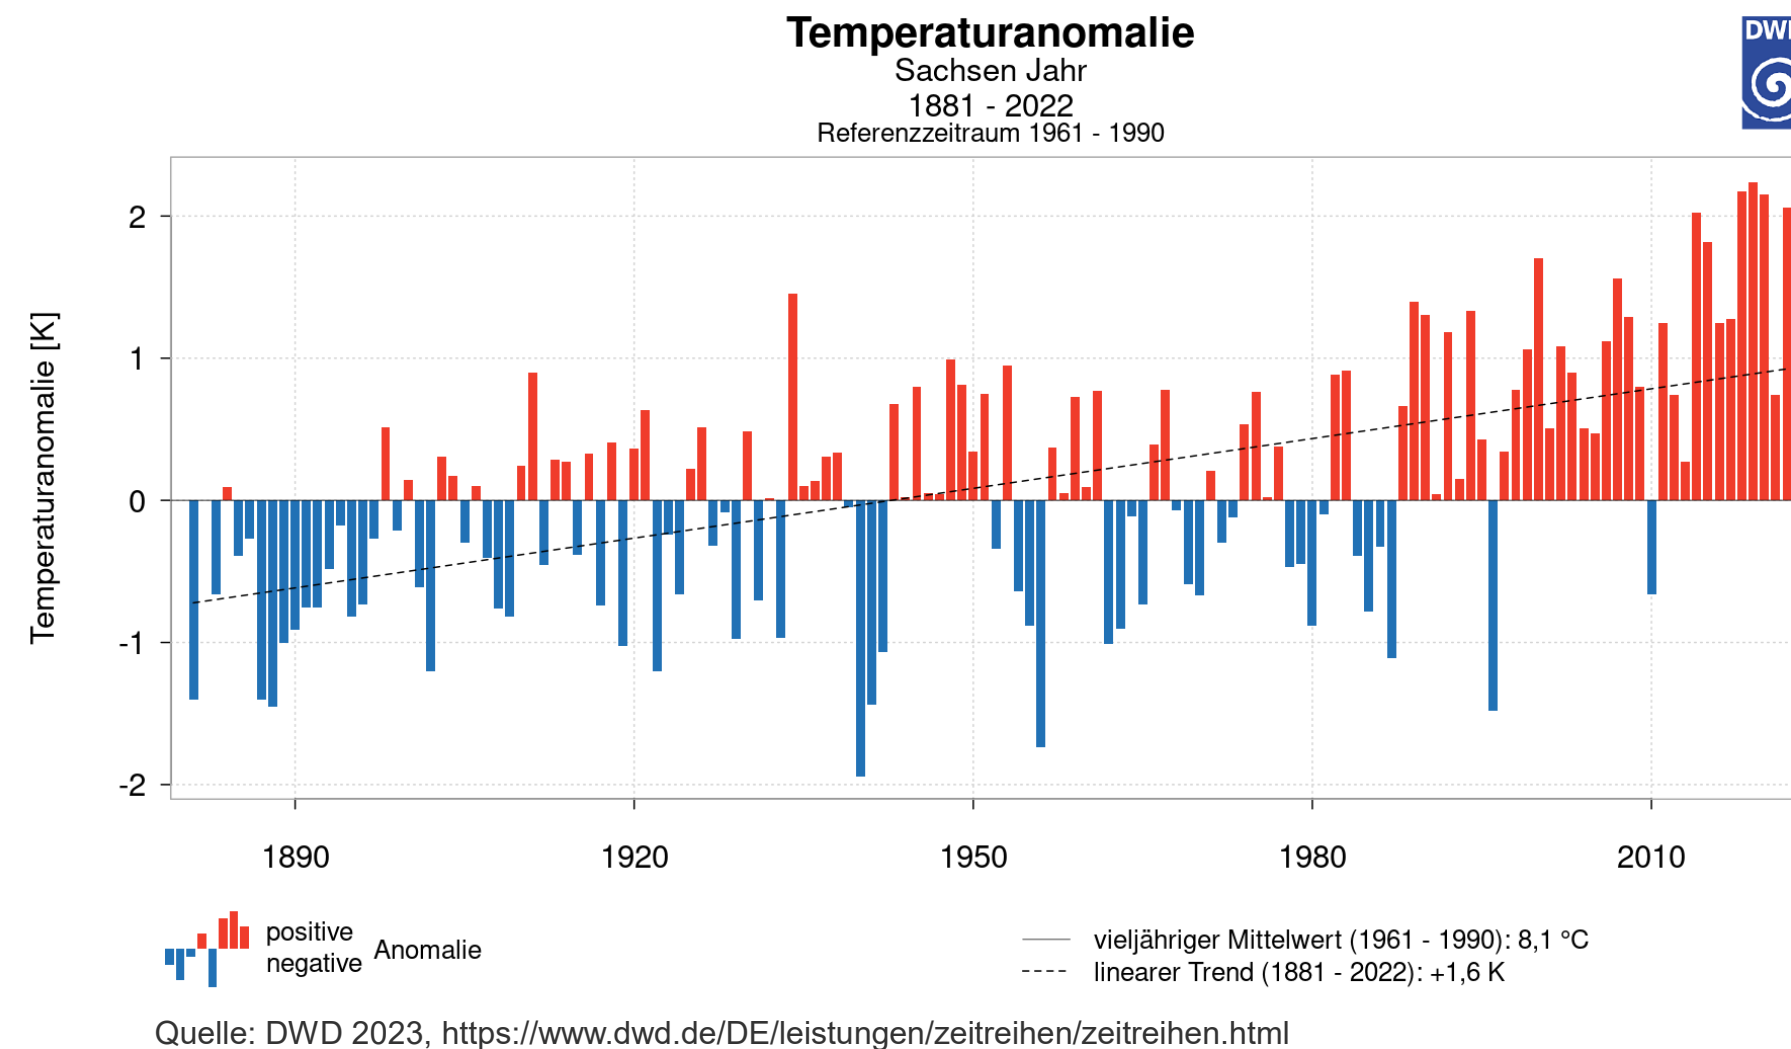 Temperaturanomalie
Sachsen Jahr
1881 - 2022
Referenzzeitraum 1961 - 1990
DW
Temperaturanomalie [K]
2
1
0
-1
-2
1890
1920
1950
1980
2010
positive
negative
Anomalie
vieljähriger Mittelwert (1961 - 1990): 8,1 °C
linearer Trend (1881 - 2022): +1,6 K
Quelle: DWD 2023, https://www.dwd.de/DE/leistungen/zeitreihen/zeitreihen.html